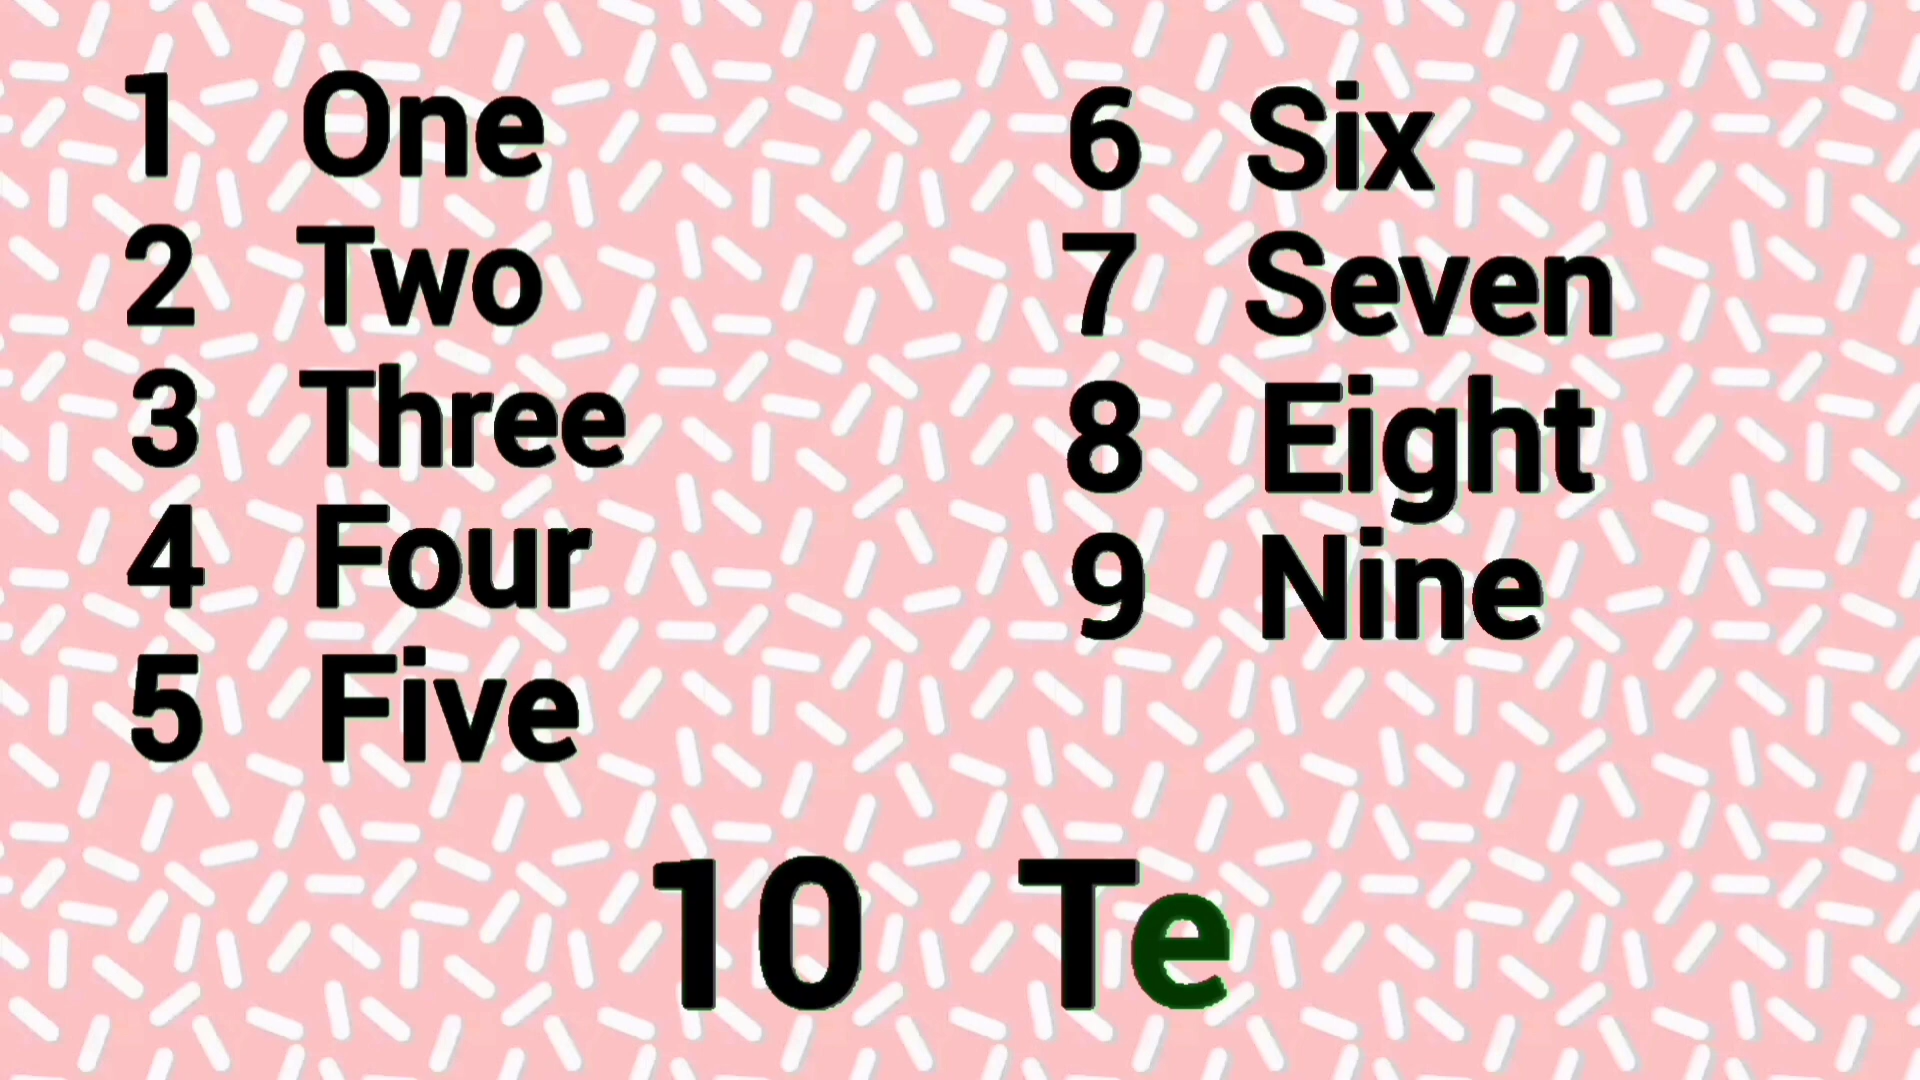 1 One
2 Two
3 Three
4 Four
5 Five
6 Six
7 Seven
8 Eight
9 Nine
10 Te